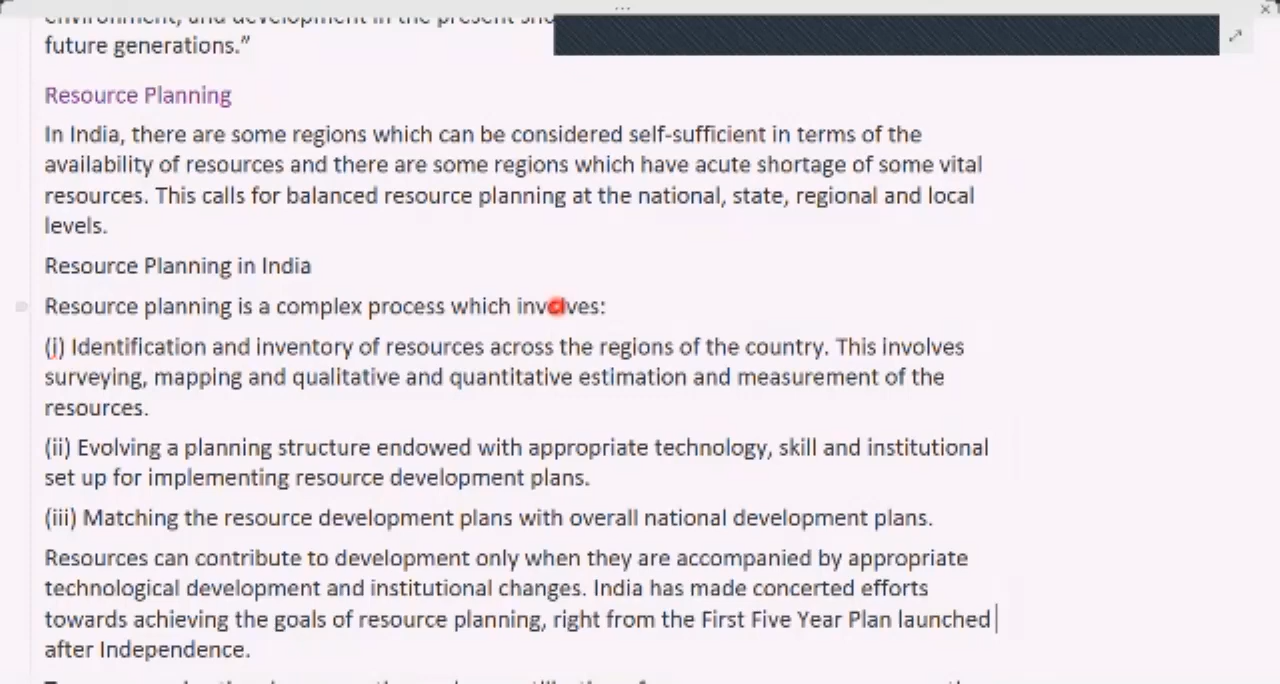 environment, and development in the present
future generations.”
Resource Planning
In India, there are some regions which can be considered self-sufficient in terms of the
availability of resources and there are some regions which have acute shortage of some vital
resources. This calls for balanced resource planning at the national, state, regional and local
levels.
Resource Planning in India
Resource planning is a complex process which involves:
(i) Identification and inventory of resources across the regions of the country. This involves
surveying, mapping and qualitative and quantitative estimation and measurement of the
resources.
(ii) Evolving a planning structure endowed with appropriate technology, skill and institutional
set up for implementing resource development plans.
(iii) Matching the resource development plans with overall national development plans.
Resources can contribute to development only when they are accompanied by appropriate
technological development and institutional changes. India has made concerted efforts
towards achieving the goals of resource planning, right from the First Five Year Plan launched
after Independence.